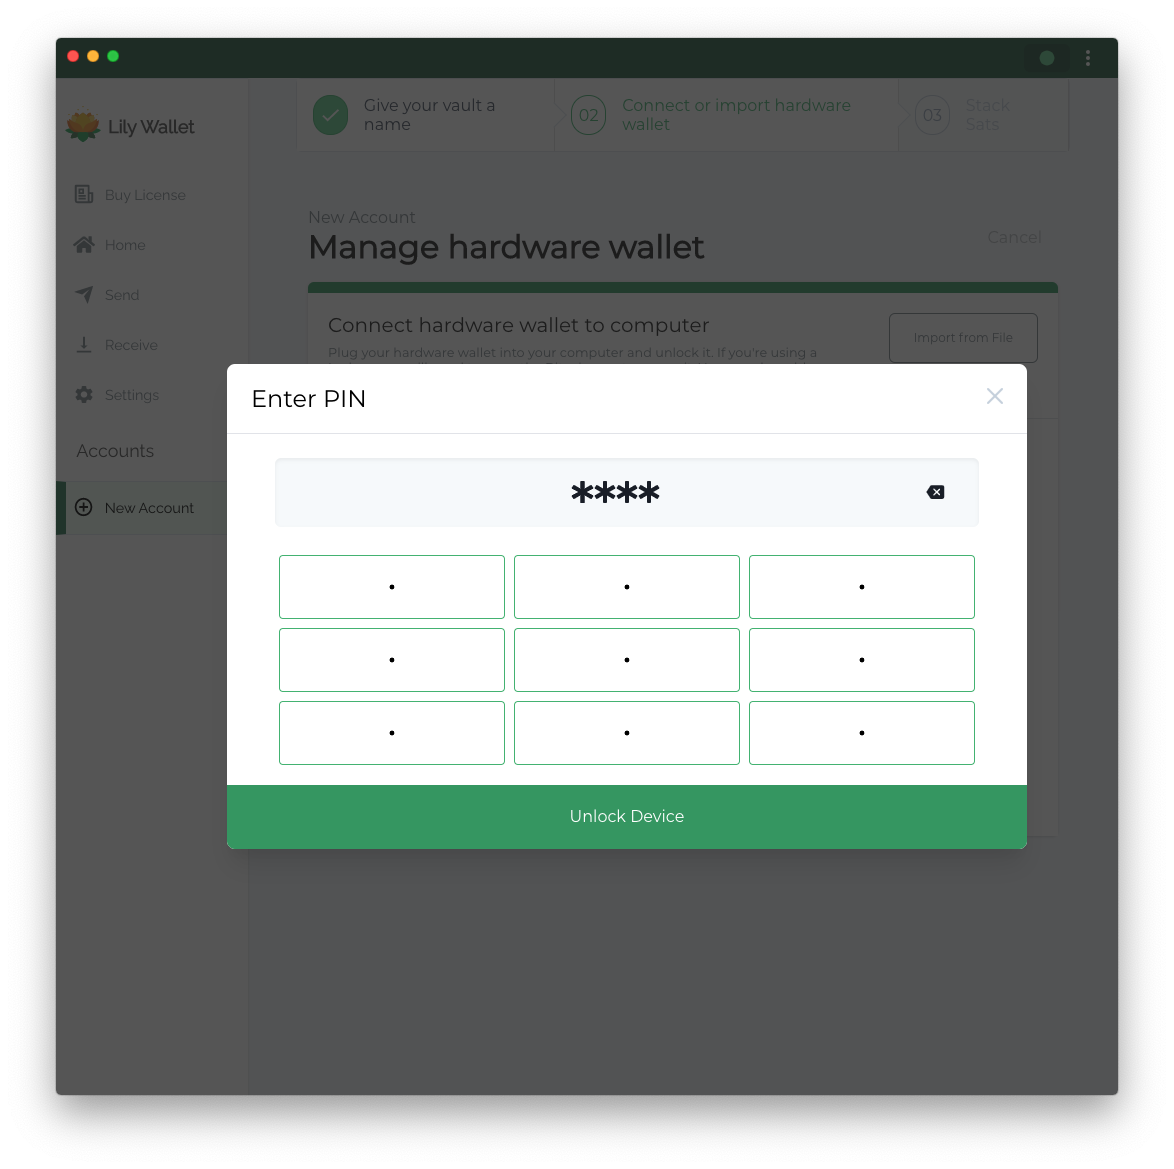 Lily Wallet
Buy License
Home
Send
Receive
Settings
Accounts
New Account
Give your vault a
name
02
Connect or import hardware
wallet
03
Stack
Sats
New Account
Manage hardware wallet
Cancel
Connect hardware wallet to computer
Plug your hardware wallet into your computer and unlock it. If you're using a
Import from File
Enter PIN
****
Unlock Device